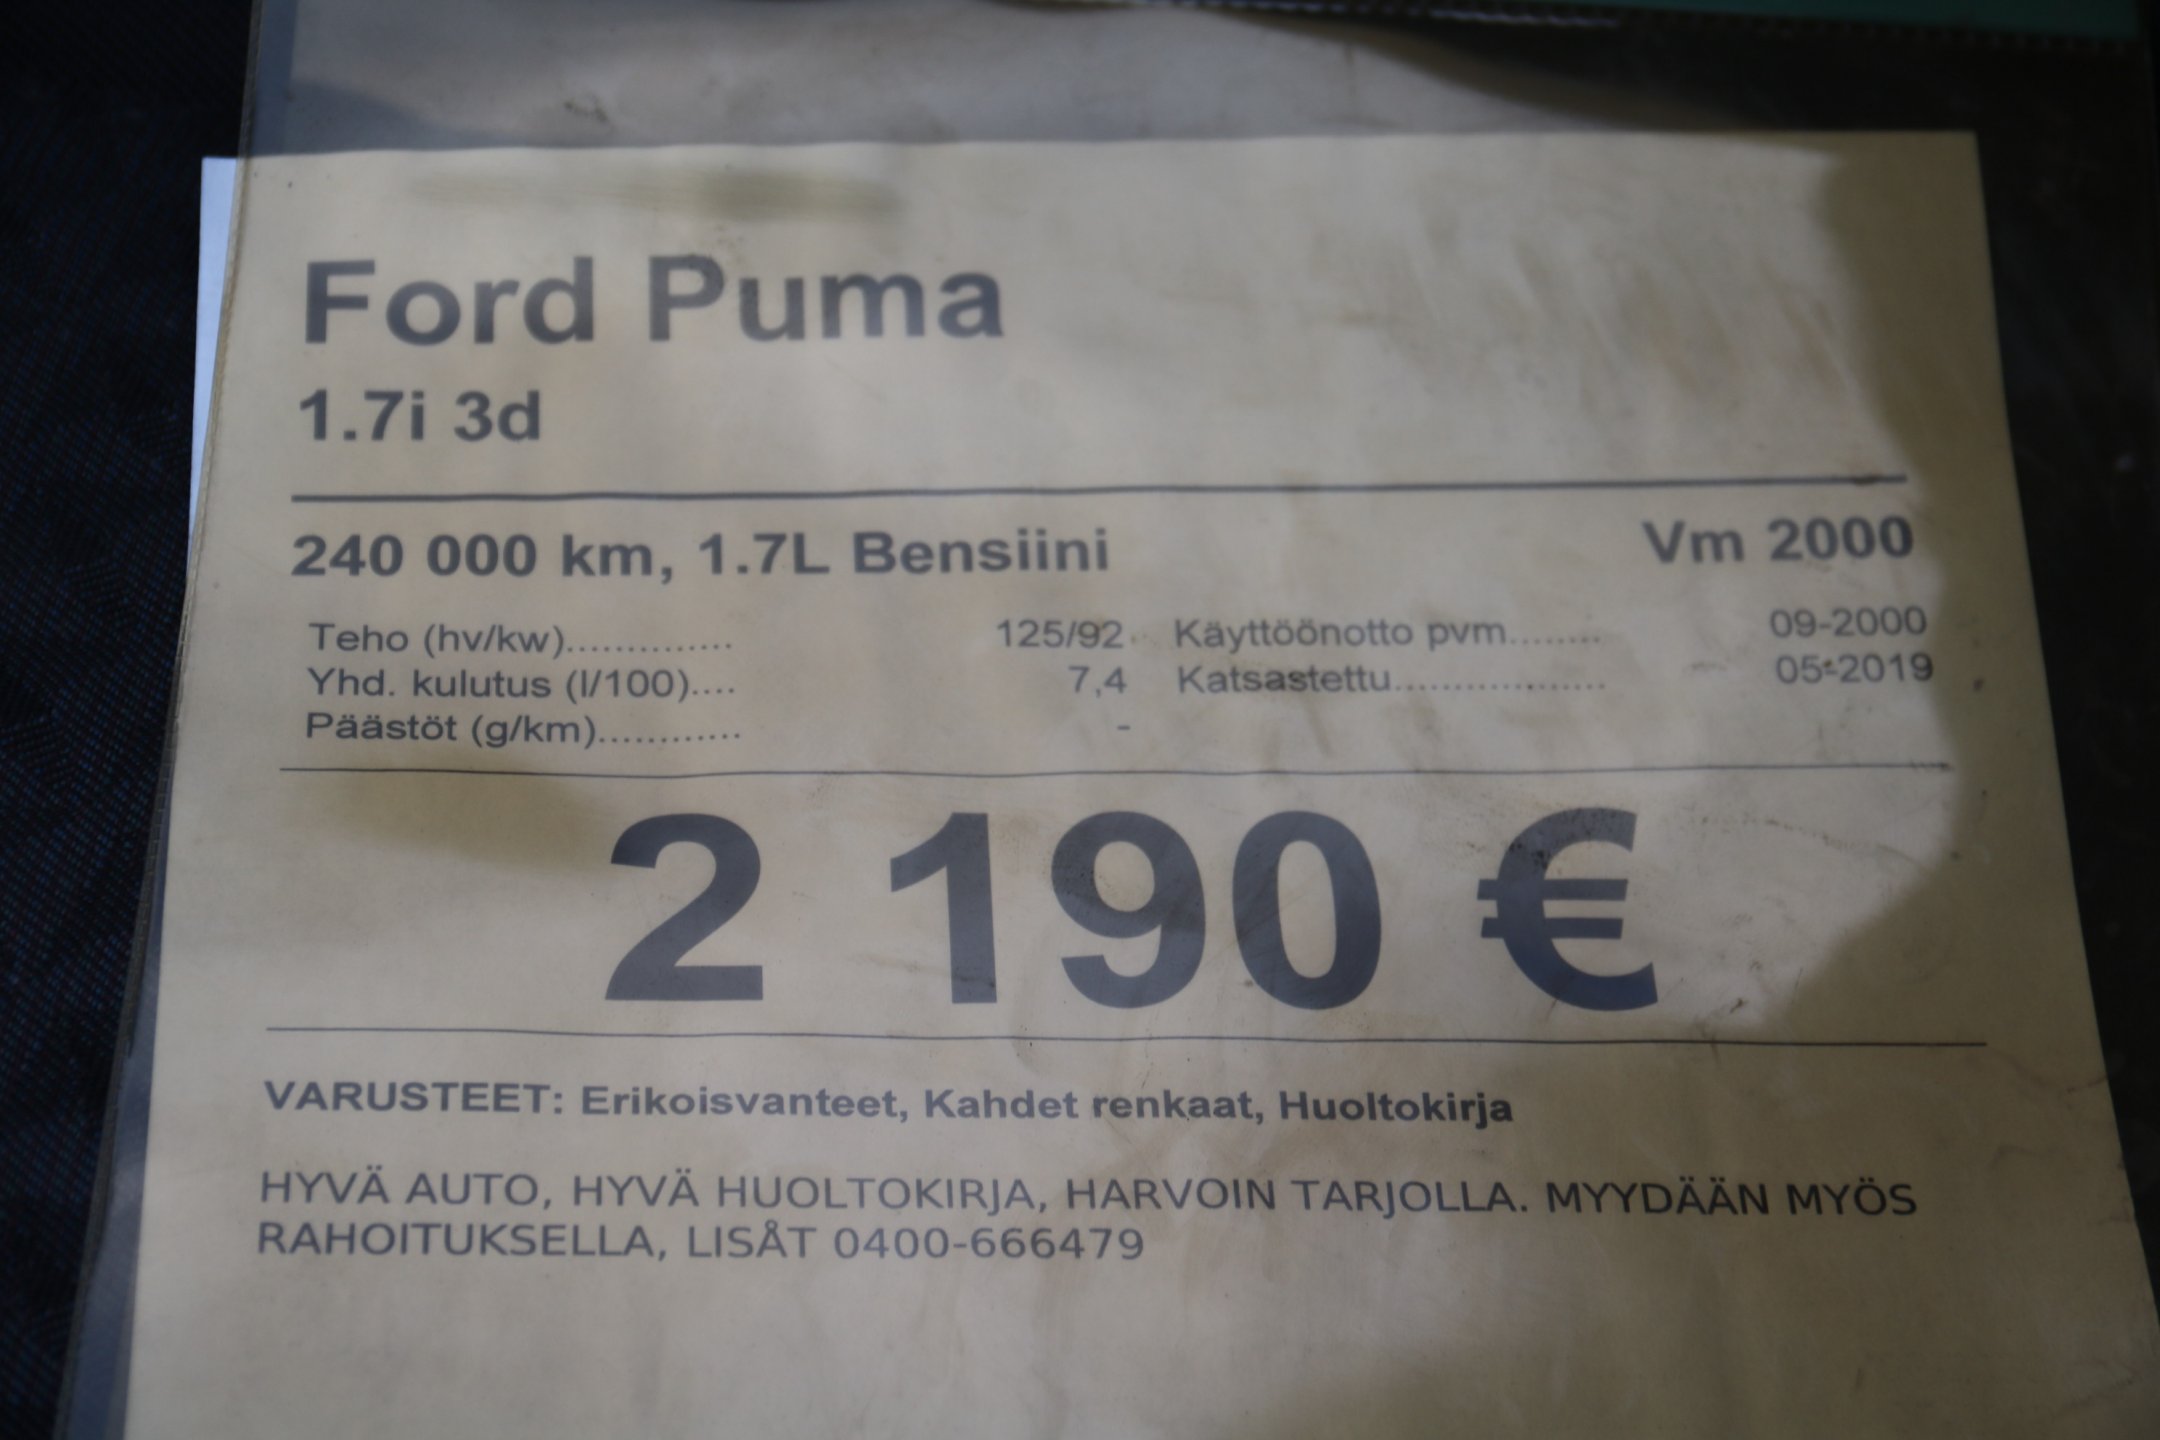 Ford Puma
1.7i 3d
240 000 km, 1.7L Bensiini Vm 2000
Teho (hv/kw).............. 125/92 Käyttöönotto pvm........ 09-2000
Yhd. kulutus (l/100).... 7,4 Katsastettu.................. 05-2019
Päästöt (g/km)............ -
2 190 €
VARUSTEET: Erikoisvanteet, Kahdet renkaat, Huoltokirja
HYVÄ AUTO, HYVÄ HUOLTOKIRJA, HARVOIN TARJOLLA. MYYDÄÄN MYÖS
RAHOITUKSELLA, LISÅT 0400-666479